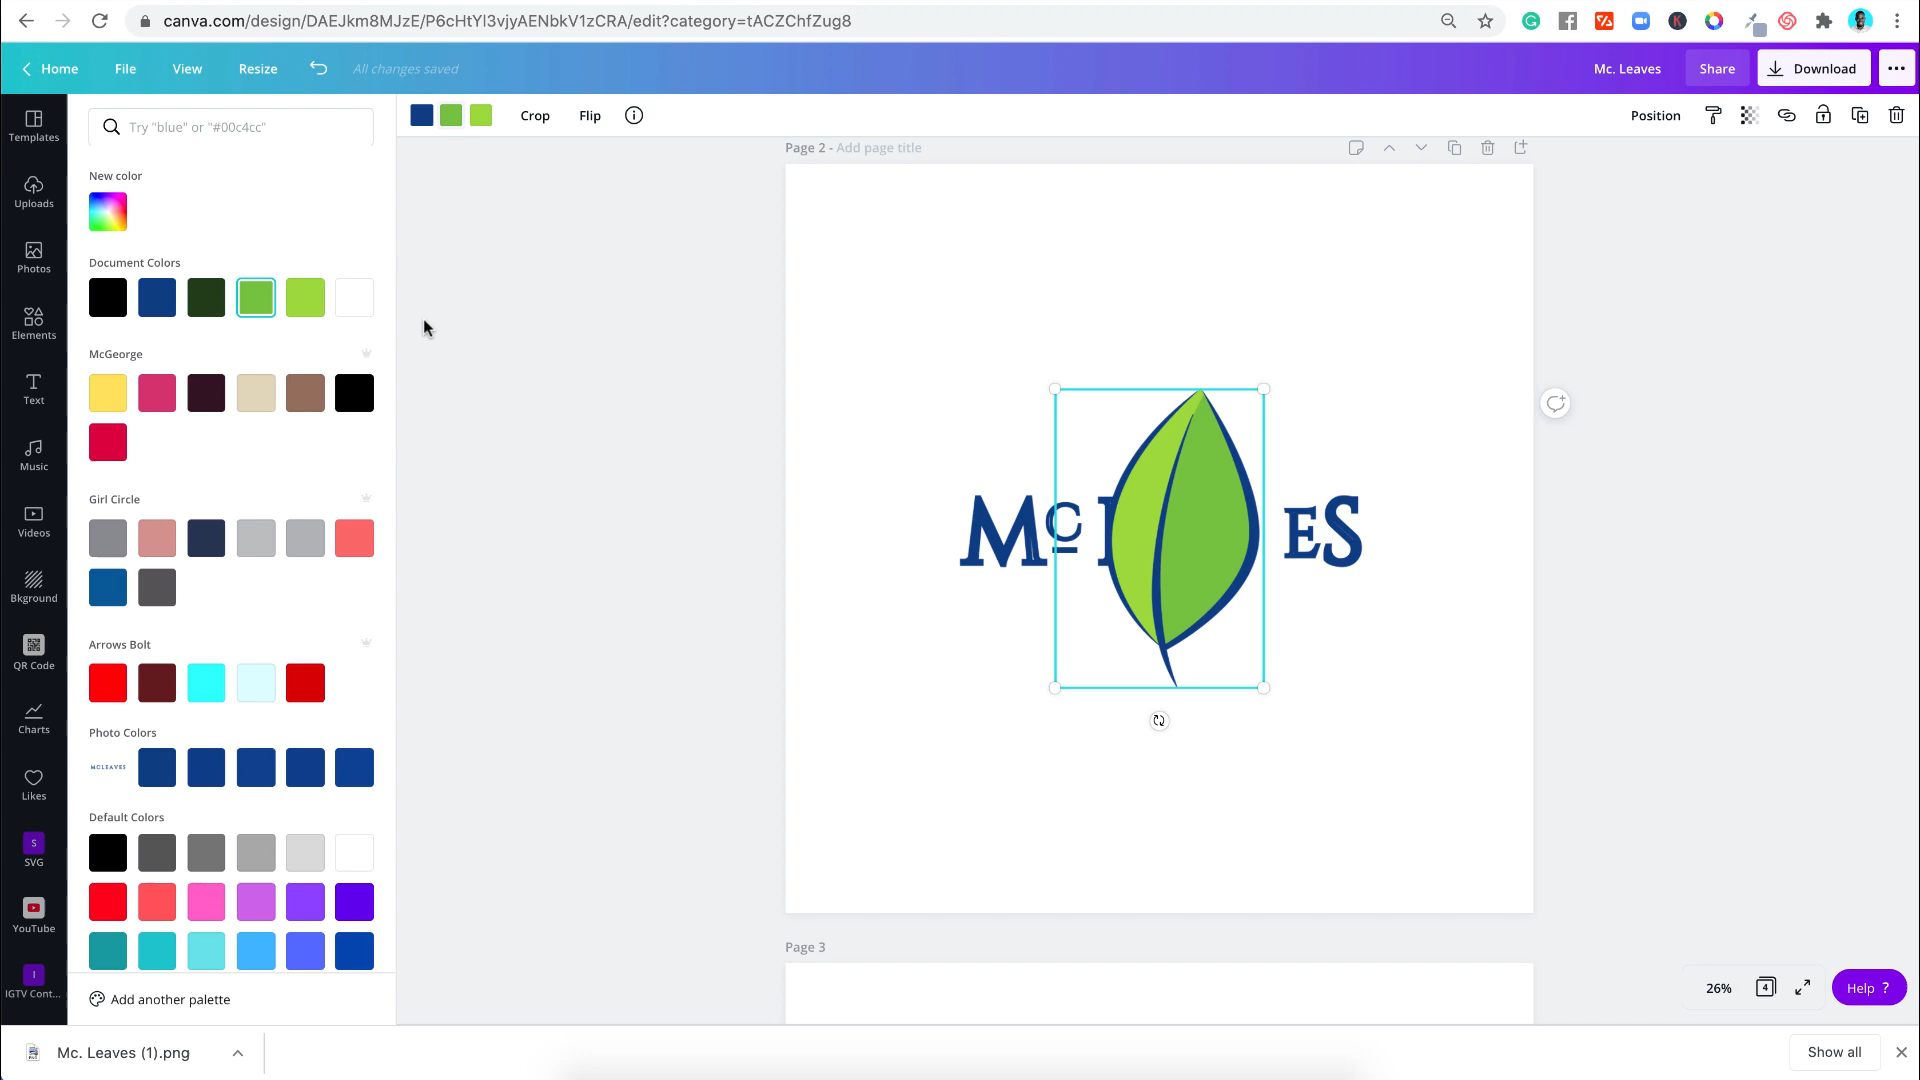 canva.com/design/DAEJkm8MJzE/P6cHtYl3vjyAENbkV1zCRA/edit?category=tACZChfZug8
Home File View Resize All changes saved Mc. Leaves Share Download
Templates
Uploads
Photos
Elements
Text
Music
Videos
Bkground
QR Code
Charts
Likes
S
SVG
YouTube
I
IGTV Cont...
Try "blue" or "#00c4cc"
New color
Document Colors
McGeorge
Girl Circle
Arrows Bolt
Photo Colors
MCLEAVES
Default Colors
Add another palette
Crop Flip Position
Page 2 - Add page title
Mc ES
Page 3
26% 4 Help ?
Mc. Leaves (1).png Show all